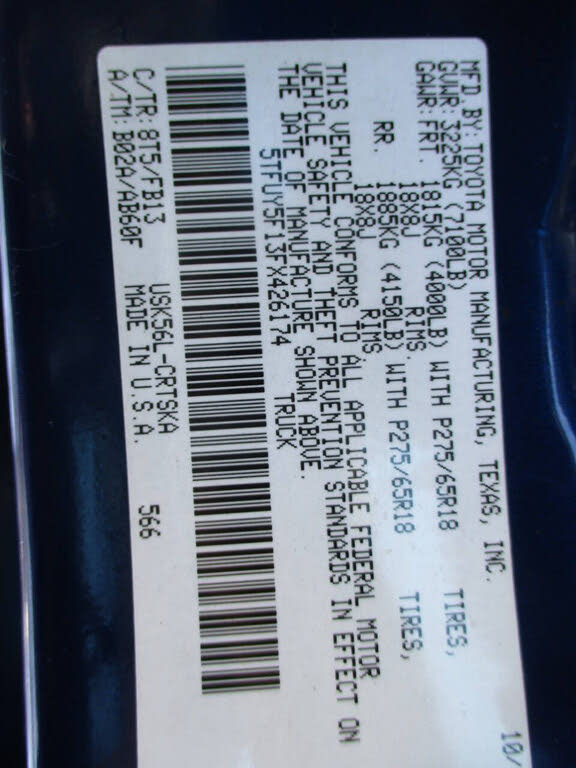 MFD.BY:TOYOTA MOTOR MANUFACTURING, TEXAS, INC. 10/
GVWR: 3225KG (7100LB)
GAWR:FRT. 1815KG (4000LB) WITH P275/65R18 TIRES,
18X8J RIMS.
RR. 1885KG (4150LB) WITH P275/65R18 TIRES,
18X8J RIMS
THIS VEHICLE CONFORMS TO ALL APPLICABLE FEDERAL MOTOR
VEHICLE SAFETY AND THEFT PREVENTION STANDARDS IN EFFECT ON
THE DATE OF MANUFACTURE SHOWN ABOVE.
5TFUY5F13FX426174 TRUCK
C/TR: 8T5/FB13 USK56L-CRTSKA 566
A/TM: B02A/AB60F MADE IN U.S.A.